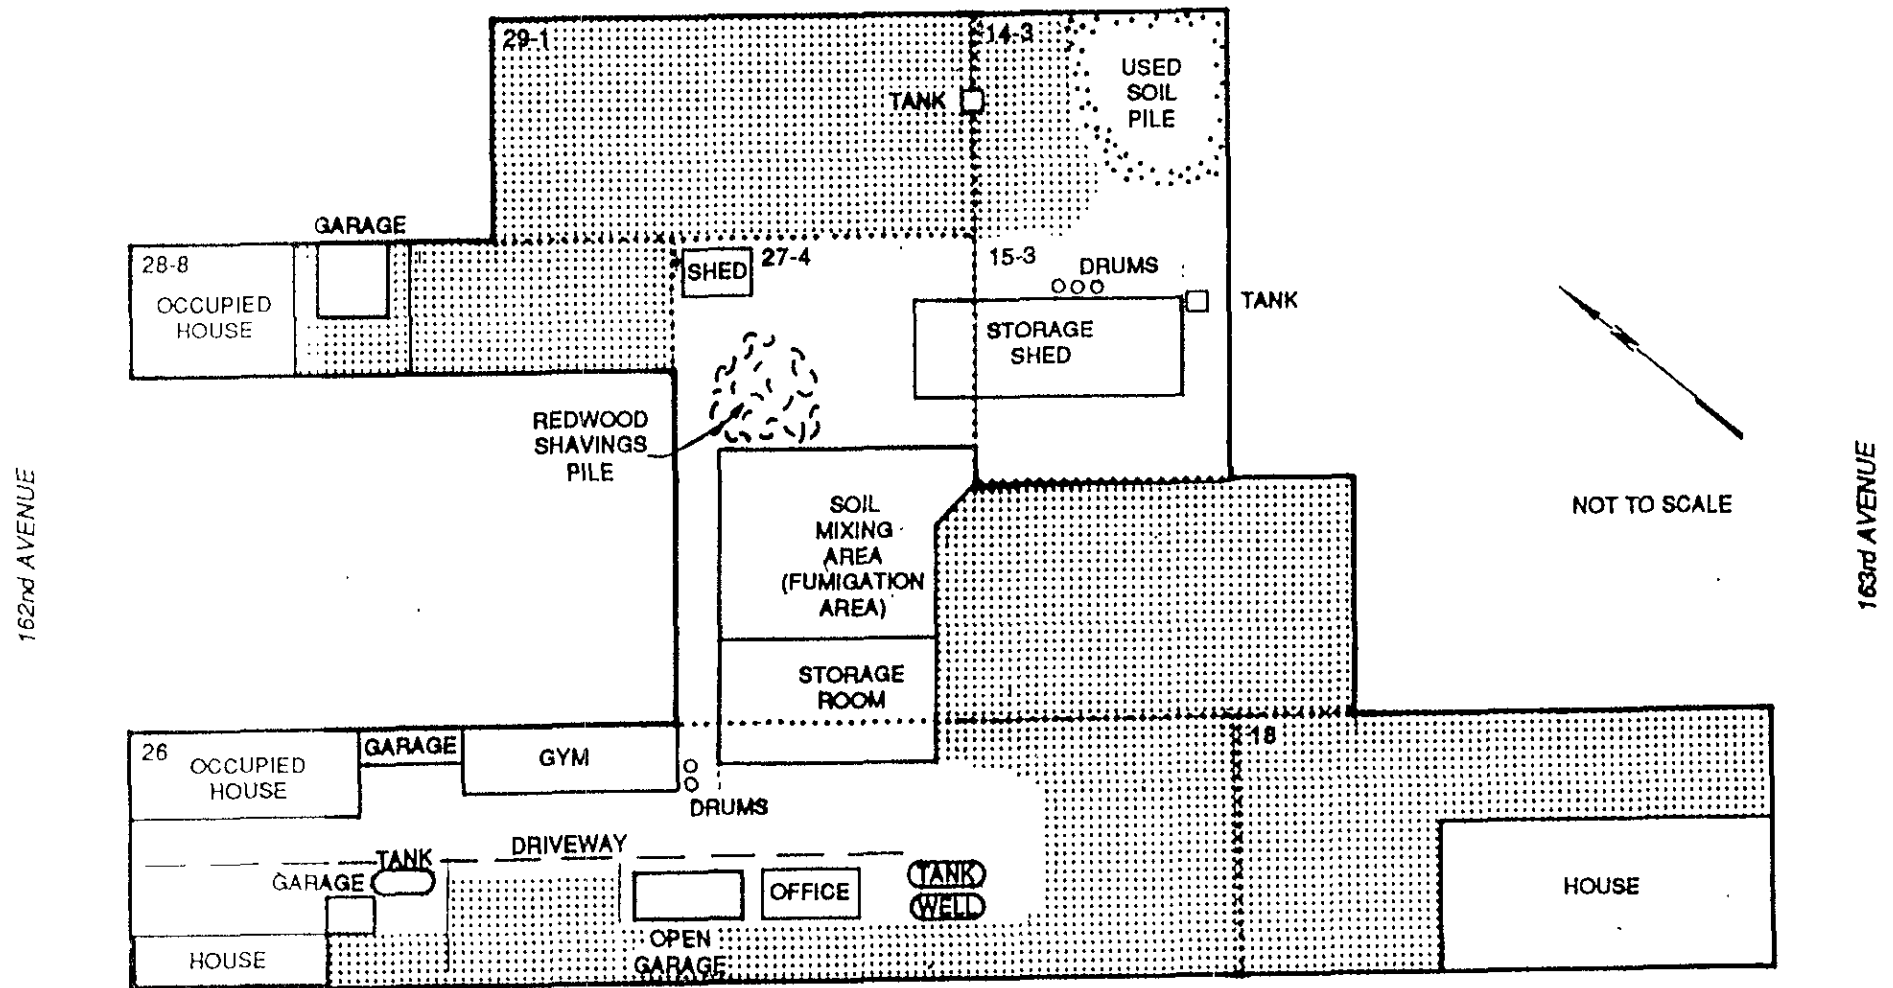 29-1
14-3
USED
SOIL
PILE
TANK
GARAGE
28-8
OCCUPIED
HOUSE
SHED
27-4
15-3
DRUMS
TANK
STORAGE
SHED
REDWOOD
SHAVINGS
PILE
SOIL
MIXING
AREA
(FUMIGATION
AREA)
STORAGE
ROOM
162nd AVENUE
N
NOT TO SCALE
163rd AVENUE
26
OCCUPIED
HOUSE
GARAGE
GYM
DRUMS
18
DRIVEWAY
TANK
GARAGE
HOUSE
OPEN
GARAGE
OFFICE
TANK
WELL
HOUSE